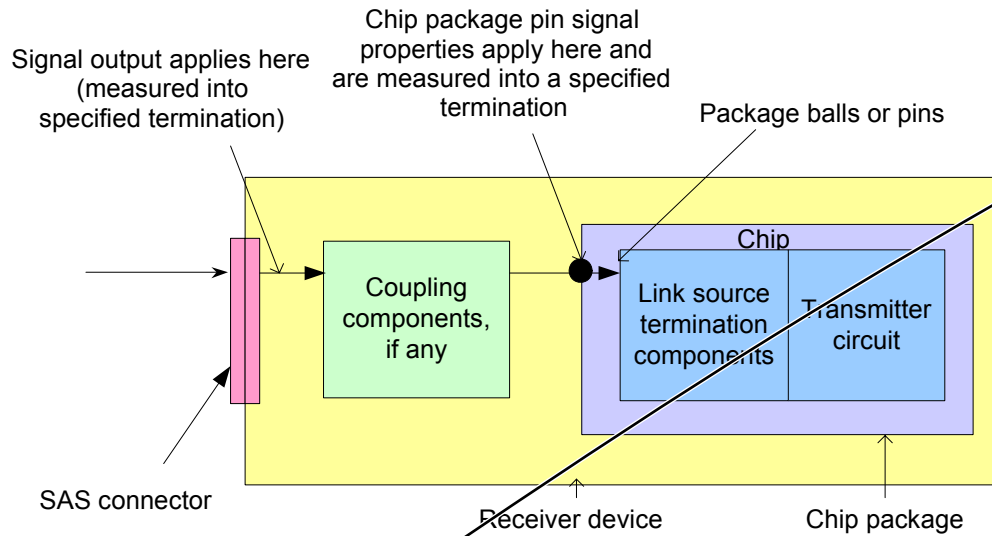 Signal output applies here
(measured into
specified termination)
Chip package pin signal
properties apply here and
are measured into a specified
termination
Package balls or pins
Chip
Coupling
components,
if any
Link source
termination
components
Transmitter
circuit
SAS connector
Receiver device
Chip package